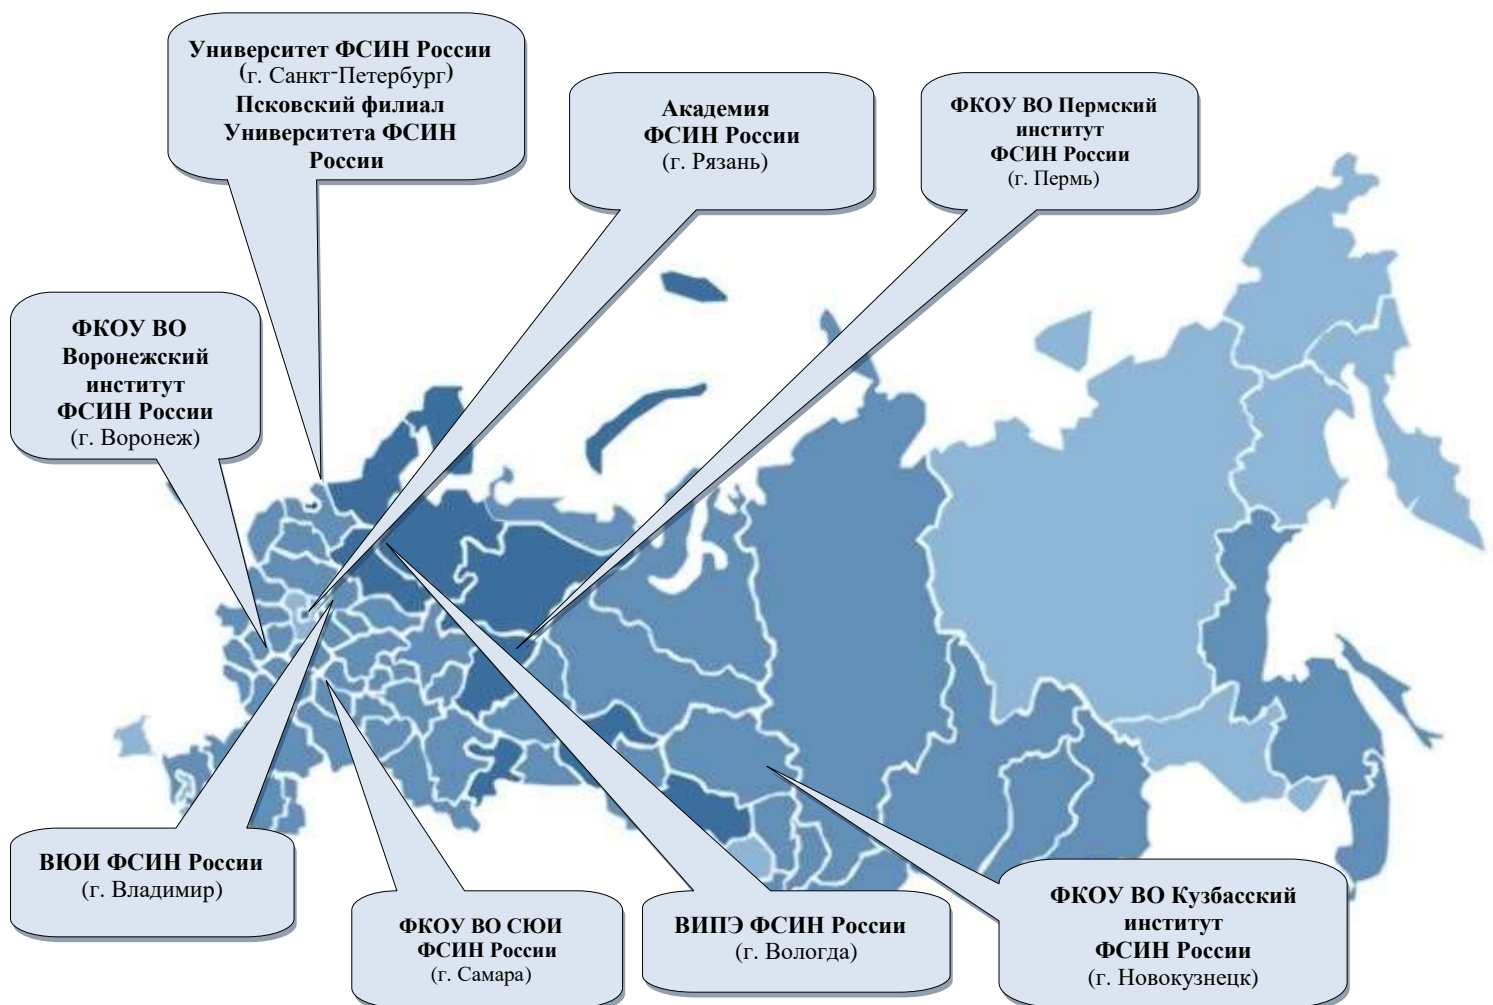 Университет ФСИН России
(г. Санкт-Петербург)
Псковский филиал
Университета ФСИН
России
Академия
ФСИН России
(г. Рязань)
ФКОУ ВО Пермский
институт
ФСИН России
(г. Пермь)
ФКОУ ВО
Воронежский
институт
ФСИН России
(г. Воронеж)
ВЮИ ФСИН России
(г. Владимир)
ФКОУ ВО СЮИ
ФСИН России
(г. Самара)
ВИПЭ ФСИН России
(г. Вологда)
ФКОУ ВО Кузбасский
институт
ФСИН России
(г. Новокузнецк)